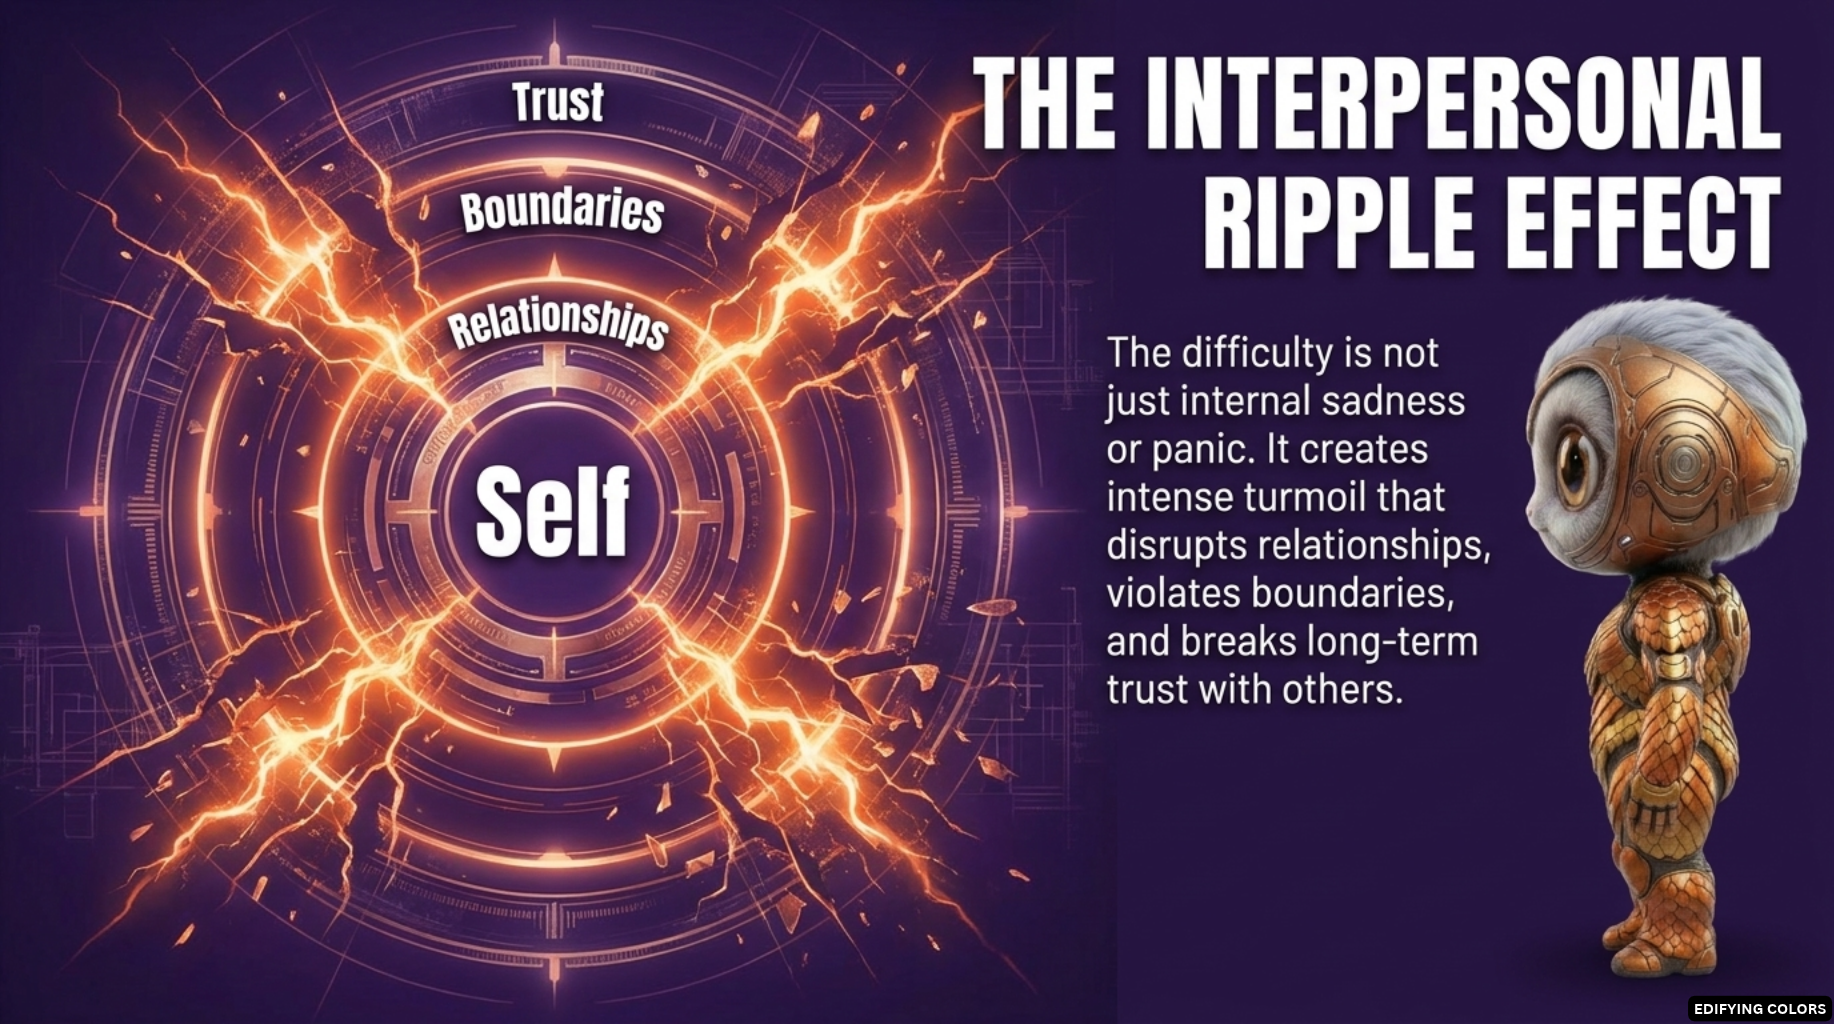 Trust
Boundaries
Relationships
Self
THE INTERPERSONAL
RIPPLE EFFECT
The difficulty is not
just internal sadness
or panic. It creates
intense turmoil that
disrupts relationships,
violates boundaries,
and breaks long-term
trust with others.
EDIFYING COLORS